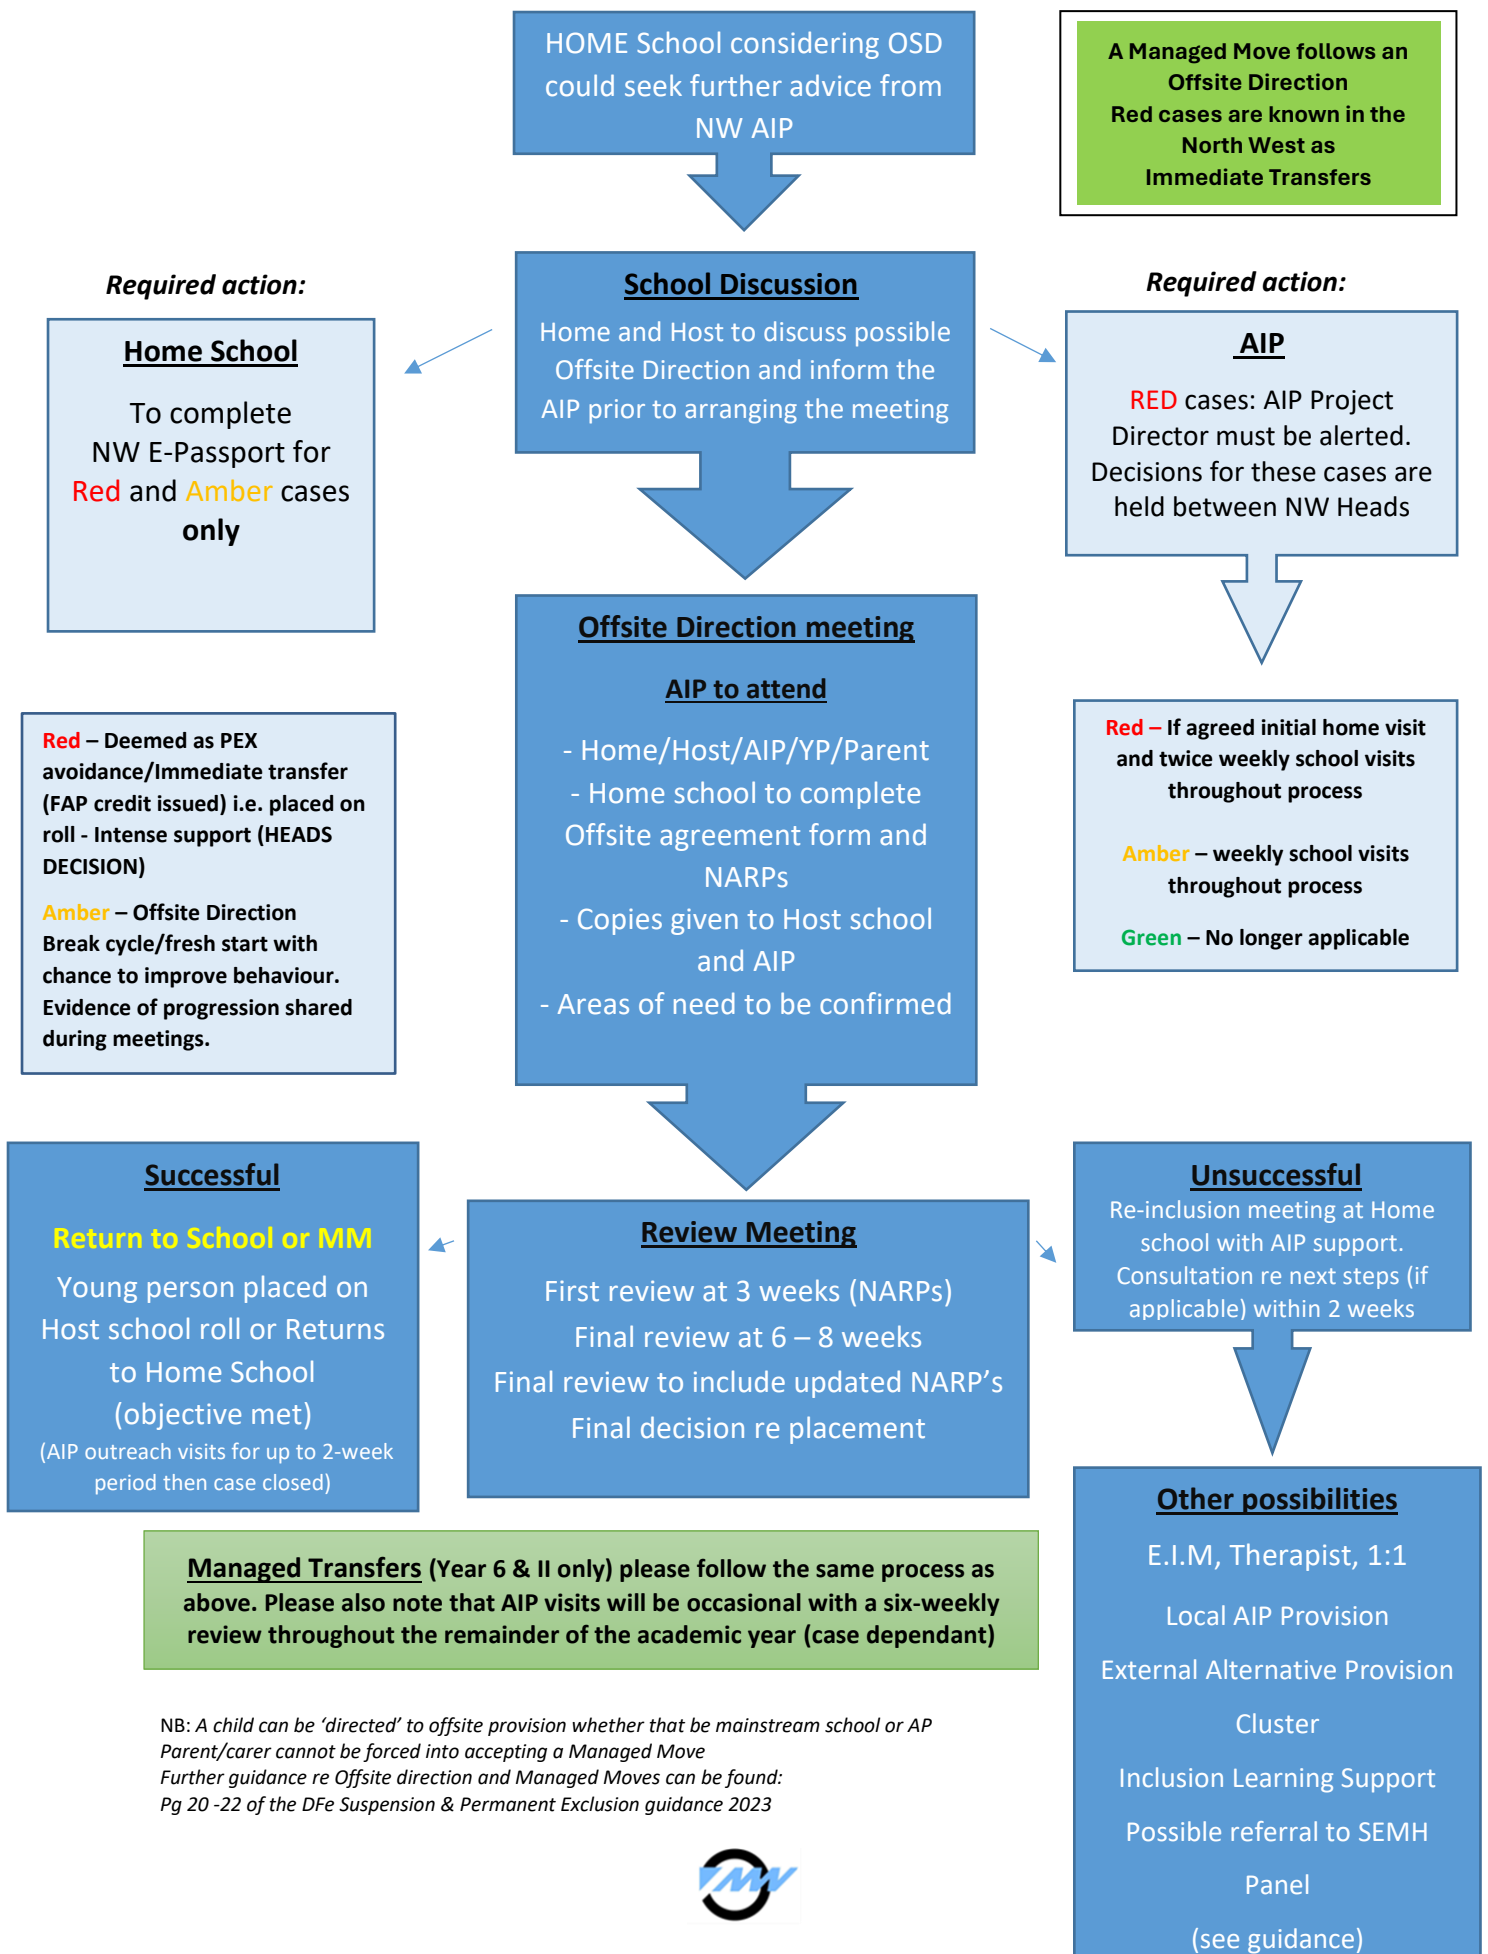 HOME School considering OSD
could seek further advice from
NW AIP
A Managed Move follows an
Offsite Direction
Red cases are known in the
North West as
Immediate Transfers
Required action:
Home School
To complete
NW E-Passport for
Red and Amber cases
only
School Discussion
Home and Host to discuss possible
Offsite Direction and inform the
AIP prior to arranging the meeting
Required action:
AIP
RED cases: AIP Project
Director must be alerted.
Decisions for these cases are
held between NW Heads
Offsite Direction meeting
AIP to attend
- Home/Host/AIP/YP/Parent
- Home school to complete
Offsite agreement form and
NARPs
- Copies given to Host school
and AIP
- Areas of need to be confirmed
Red – Deemed as PEX
avoidance/Immediate transfer
(FAP credit issued) i.e. placed on
roll - Intense support (HEADS
DECISION)
Amber – Offsite Direction
Break cycle/fresh start with
chance to improve behaviour.
Evidence of progression shared
during meetings.
Red – If agreed initial home visit
and twice weekly school visits
throughout process
Amber – weekly school visits
throughout process
Green – No longer applicable
Successful
Return to School or MM
Young person placed on
Host school roll or Returns
to Home School
(objective met)
(AIP outreach visits for up to 2-week
period then case closed)
Review Meeting
First review at 3 weeks (NARPs)
Final review at 6 – 8 weeks
Final review to include updated NARP’s
Final decision re placement
Unsuccessful
Re-inclusion meeting at Home
school with AIP support.
Consultation re next steps (if
applicable) within 2 weeks
Other possibilities
E.I.M, Therapist, 1:1
Local AIP Provision
External Alternative Provision
Cluster
Inclusion Learning Support
Possible referral to SEMH
Panel
(see guidance)
Managed Transfers (Year 6 & II only) please follow the same process as
above. Please also note that AIP visits will be occasional with a six-weekly
review throughout the remainder of the academic year (case dependant)
NB: A child can be ‘directed’ to offsite provision whether that be mainstream school or AP
Parent/carer cannot be forced into accepting a Managed Move
Further guidance re Offsite direction and Managed Moves can be found:
Pg 20 -22 of the DFe Suspension & Permanent Exclusion guidance 2023